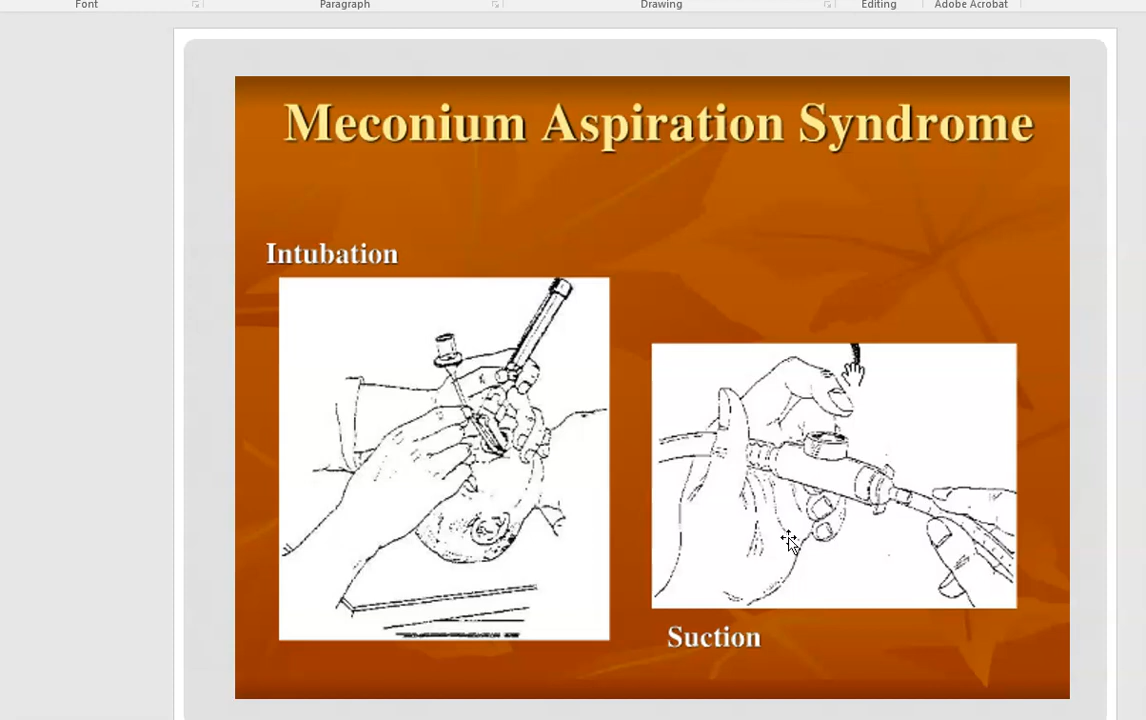 Font Paragraph Drawing Editing Adobe Acrobat
Meconium Aspiration Syndrome
Intubation
Suction